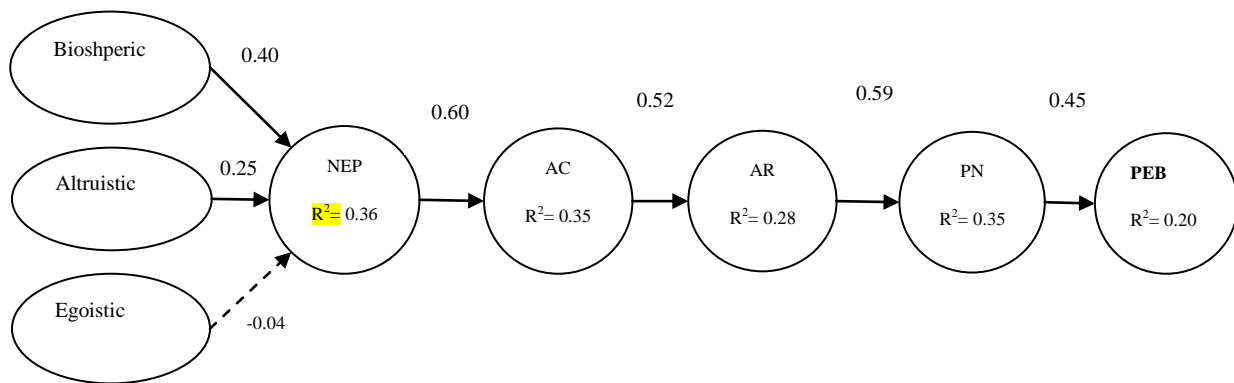 Bioshperic
0.40
0.60
0.52
0.59
0.45
Altruistic
0.25
NEP
R²= 0.36
AC
R²= 0.35
AR
R²= 0.28
PN
R²= 0.35
PEB
R²= 0.20
Egoistic
-0.04